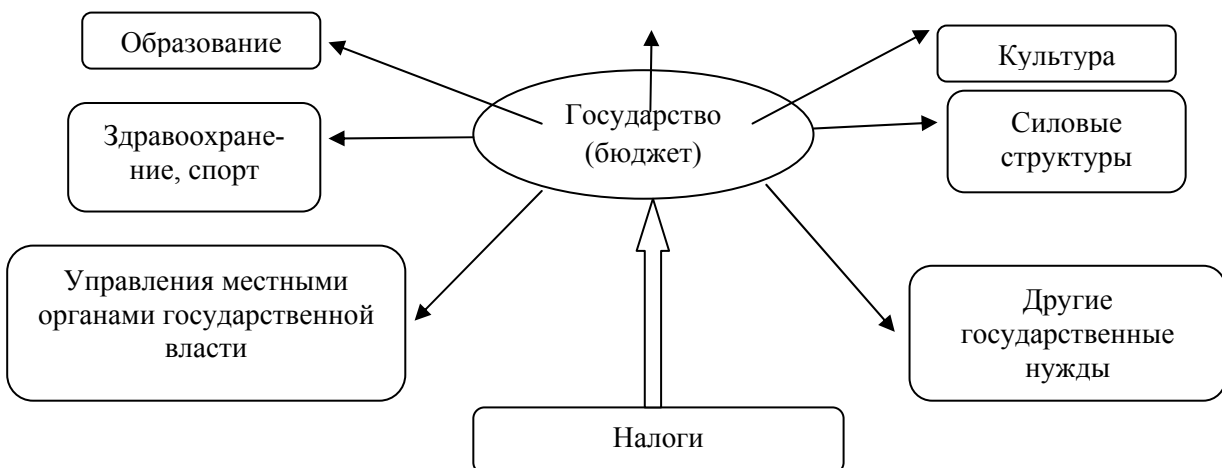 Образование
Государство
(бюджет)
Культура
Здравоохране-
ние, спорт
Силовые
структуры
Управления местными
органами государственной
власти
Другие
государственные
нужды
Налоги